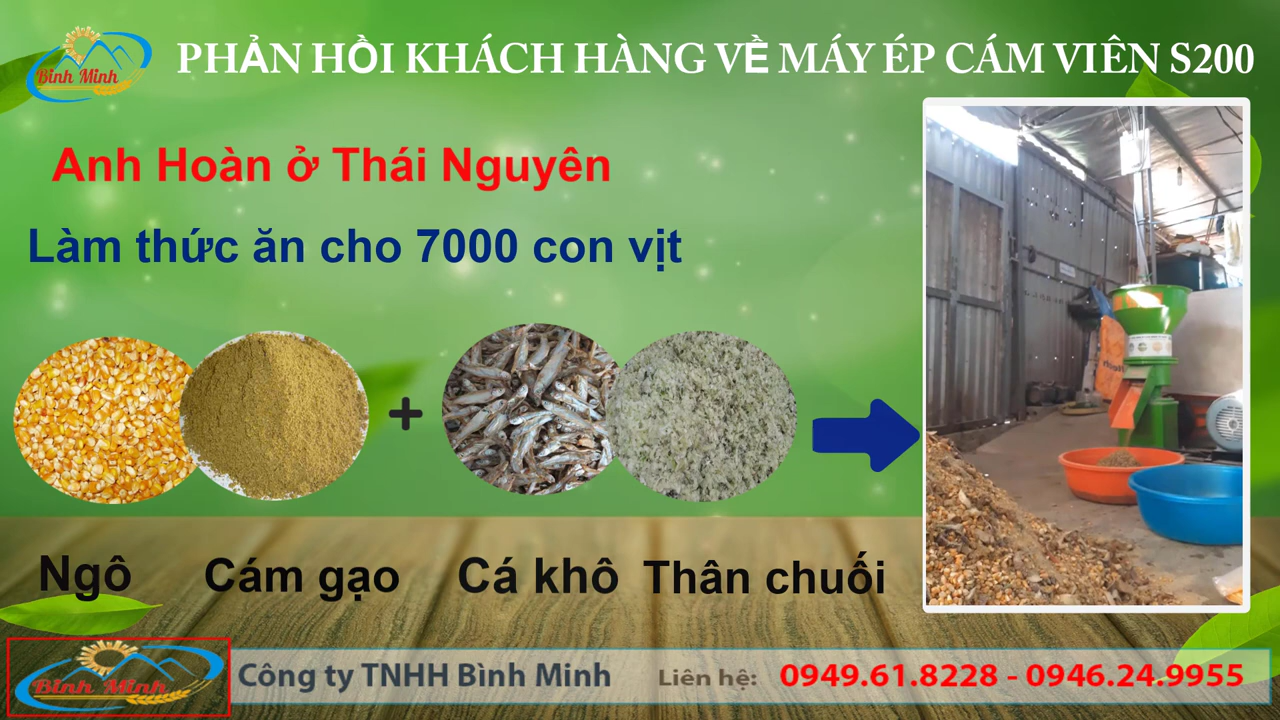 Bình Minh
PHẢN HỒI KHÁCH HÀNG VỀ MÁY ÉP CÁM VIÊN S200
Anh Hoàn ở Thái Nguyên
Làm thức ăn cho 7000 con vịt
+
Ngô Cám gạo Cá khô Thân chuối
Bình Minh
Công ty TNHH Bình Minh Liên hệ: 0949.61.8228 - 0946.24.9955